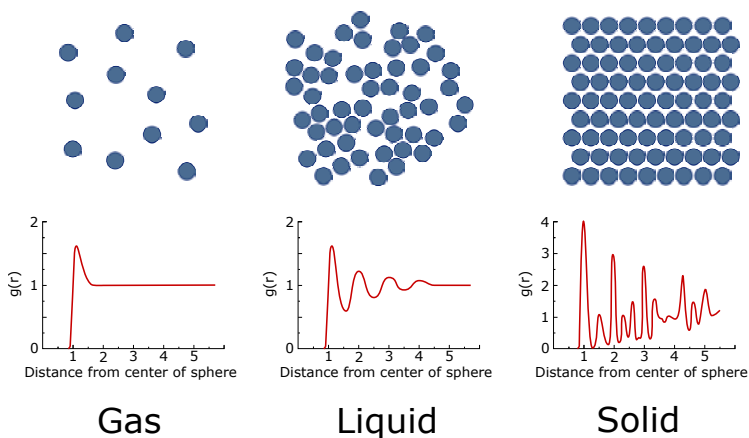 2
1
0
g(r)
1 2 3 4 5
Distance from center of sphere
Gas
2
1
0
g(r)
1 2 3 4 5
Distance from center of sphere
Liquid
4
3
2
1
0
g(r)
1 2 3 4 5
Distance from center of sphere
Solid